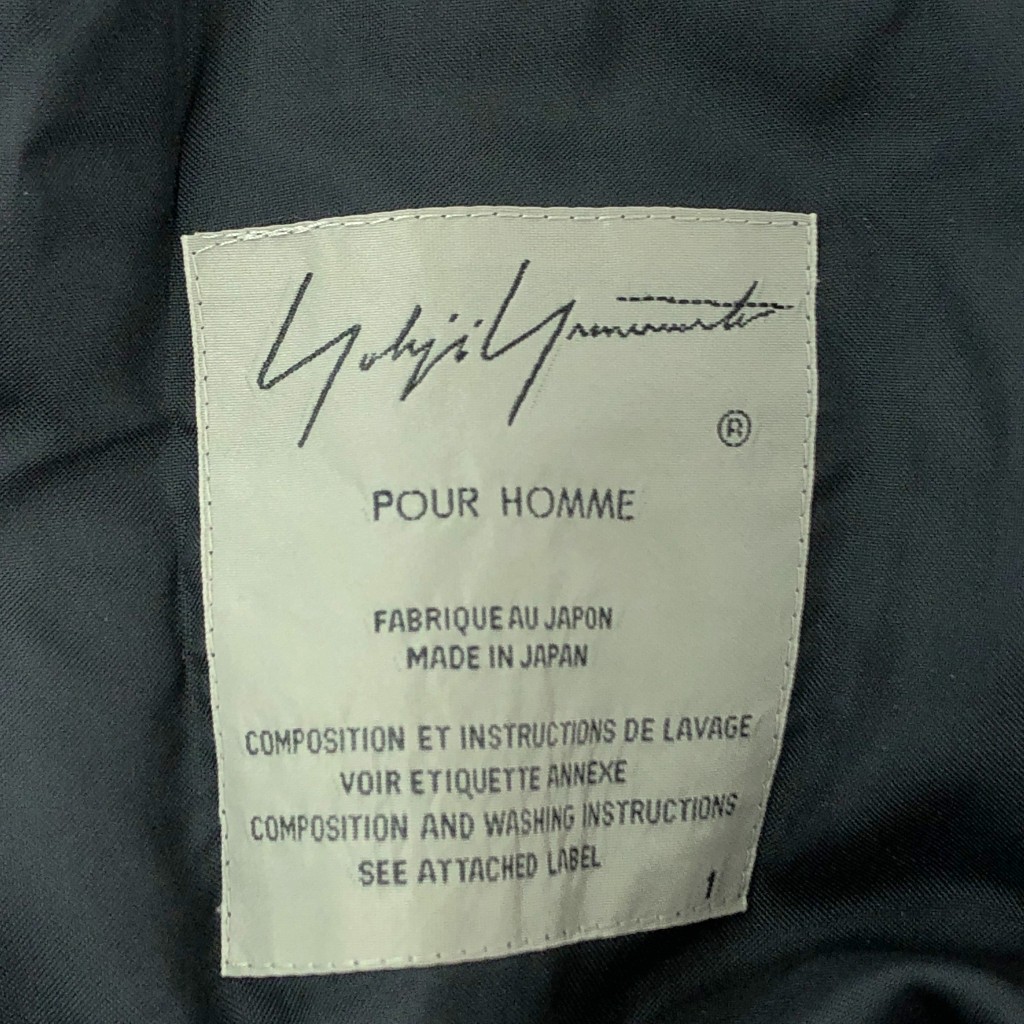 Yohji Yamamoto
®
POUR HOMME
FABRIQUE AU JAPON
MADE IN JAPAN
COMPOSITION ET INSTRUCTIONS DE LAVAGE
VOIR ETIQUETTE ANNEXE
COMPOSITION AND WASHING INSTRUCTIONS
SEE ATTACHED LABEL
1